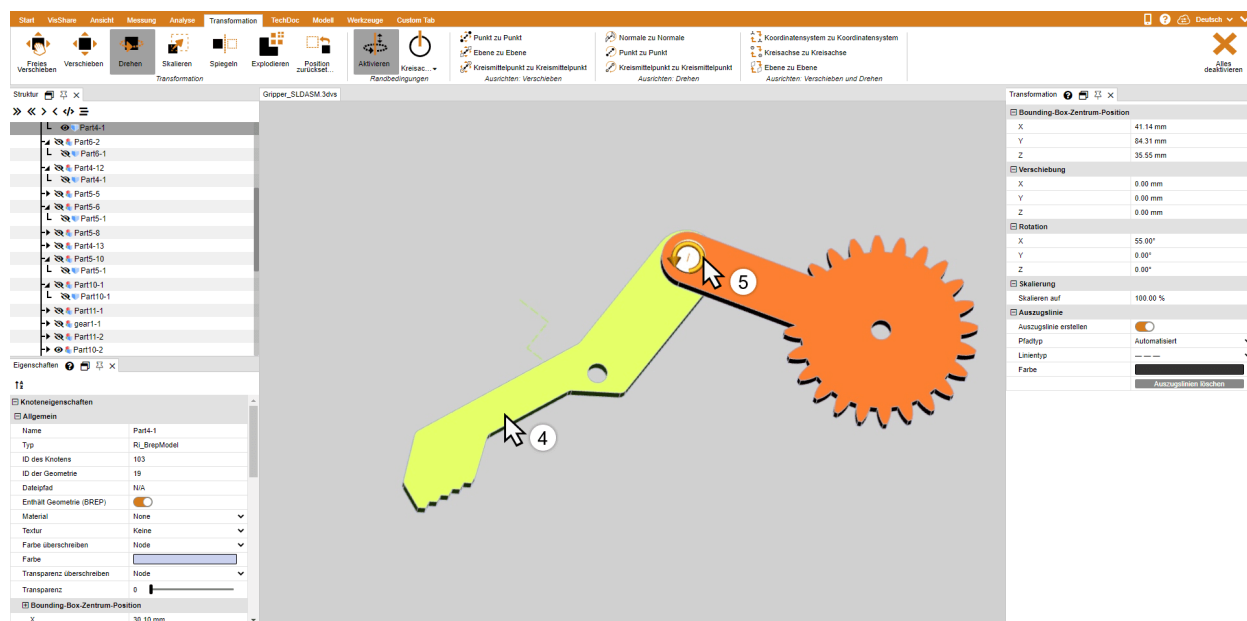 Start VisShare Ansicht Messung Analyse Transformation TechDoc Modell Werkzeuge Custom Tab
Deutsch
Freies Verschieben
Verschieben
Drehen
Skalieren
Spiegeln
Explodieren
Position zurückset...
Transformation
Aktivieren
Kreisac...
Randbedingungen
Punkt zu Punkt
Ebene zu Ebene
Kreismittelpunkt zu Kreismittelpunkt
Ausrichten: Verschieben
Normale zu Normale
Punkt zu Punkt
Kreismittelpunkt zu Kreismittelpunkt
Ausrichten: Drehen
Koordinatensystem zu Koordinatensystem
Kreisachse zu Kreisachse
Ebene zu Ebene
Ausrichten: Verschieben und Drehen
Alles deaktivieren
Struktur
Part4-1
Part6-2
Part6-1
Part4-12
Part4-1
Part5-5
Part5-6
Part5-1
Part5-8
Part4-13
Part5-10
Part5-1
Part10-1
Part10-1
Part11-1
gear1-1
Part11-2
Part10-2
Eigenschaften
Knoteneigenschaften
Allgemein
Name Part4-1
Typ Ri_BrepModel
ID des Knotens 103
ID der Geometrie 19
Dateipfad N/A
Enthält Geometrie (BREP)
Material None
Textur Keine
Farbe überschreiben Node
Farbe
Transparenz überschreiben Node
Transparenz 0
Bounding-Box-Zentrum-Position
X 30.10 mm
Gripper_SLDASM.3dvs
5
4
Transformation
Bounding-Box-Zentrum-Position
X 41.14 mm
Y 84.31 mm
Z 35.55 mm
Verschiebung
X 0.00 mm
Y 0.00 mm
Z 0.00 mm
Rotation
X 55.00°
Y 0.00°
Z 0.00°
Skalierung
Skalieren auf 100.00 %
Auszugslinie
Auszugslinie erstellen
Pfadtyp Automatisiert
Linientyp
Farbe
Auszugslinien löschen